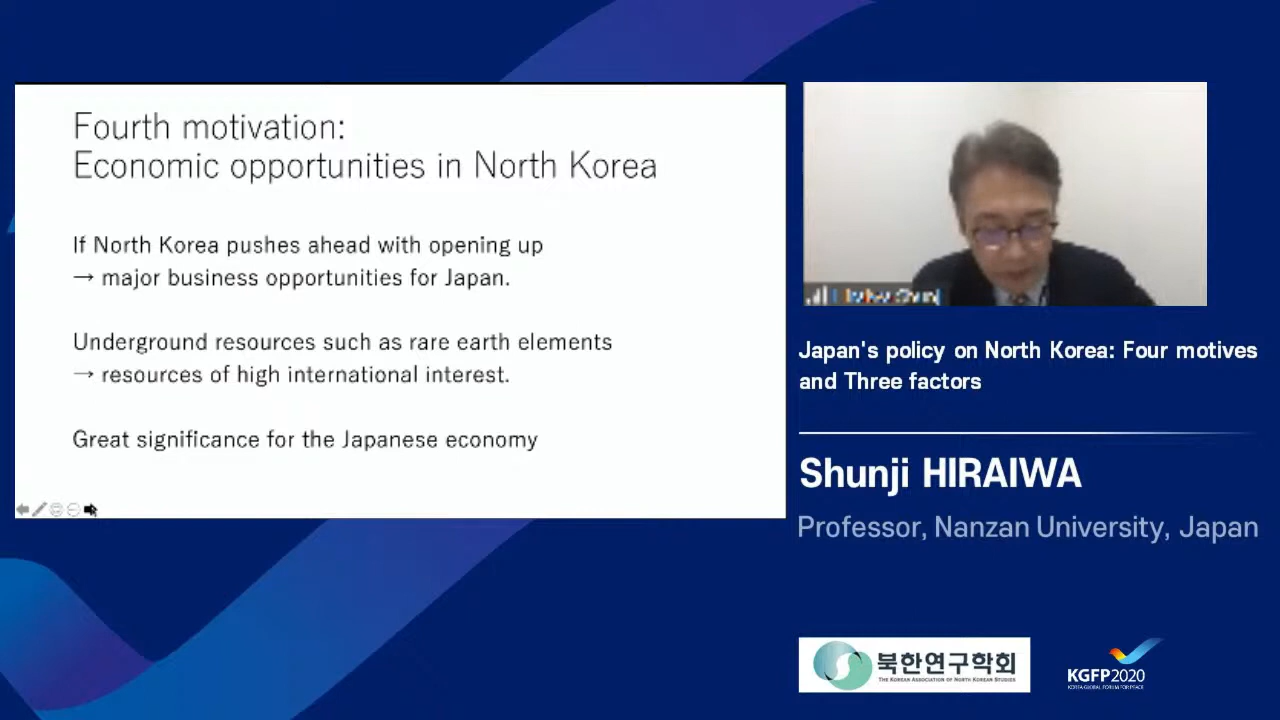 Fourth motivation:
Economic opportunities in North Korea
If North Korea pushes ahead with opening up
→ major business opportunities for Japan.
Underground resources such as rare earth elements
→ resources of high international interest.
Great significance for the Japanese economy
Japan's policy on North Korea: Four motives
and Three factors
Shunji HIRAIWA
Professor, Nanzan University, Japan
북한연구학회
THE KOREAN ASSOCIATION OF NORTH KOREAN STUDIES
KGFP2020
KOREA GLOBAL FORUM FOR PEACE